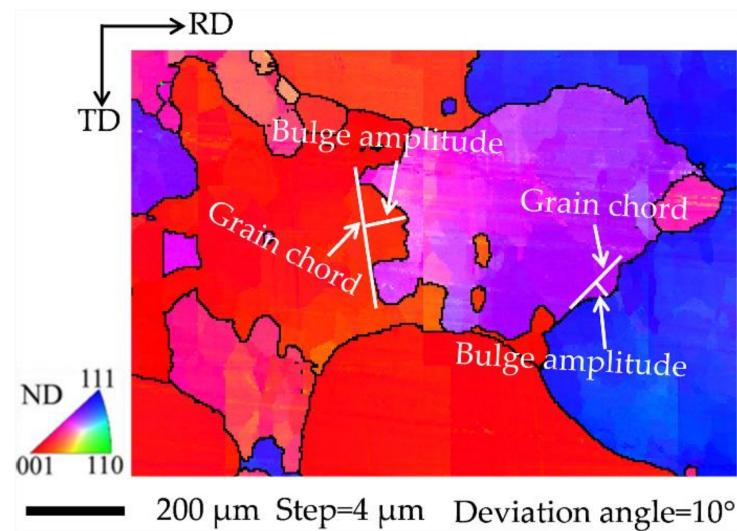 RD
TD
Bulge amplitude
Grain chord
Grain chord
Bulge amplitude
ND
111
001
110
200 μm Step=4 μm Deviation angle=10°